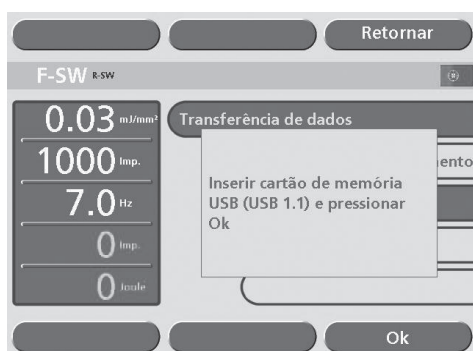 Retornar
F-SW R-SW
0.03 mJ/mm²
Transferência de dados
1000 Imp.
ento
Inserir cartão de memória
USB (USB 1.1) e pressionar
Ok
7.0 Hz
0 Imp.
0 Joule
Ok